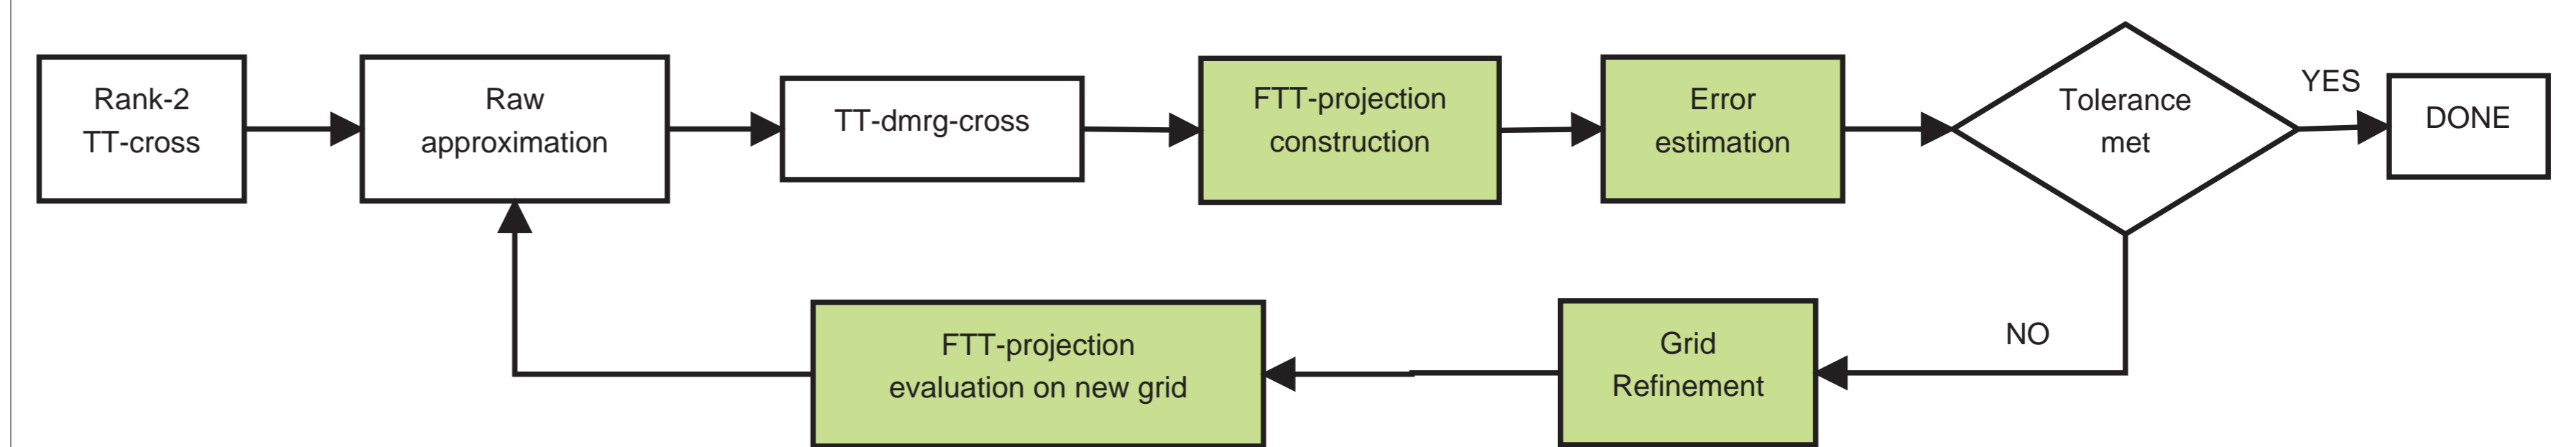 Rank-2
TT-cross
Raw
approximation
TT-dmrg-cross
FTT-projection
construction
Error
estimation
Tolerance
met
YES
DONE
NO
Grid
Refinement
FTT-projection
evaluation on new grid